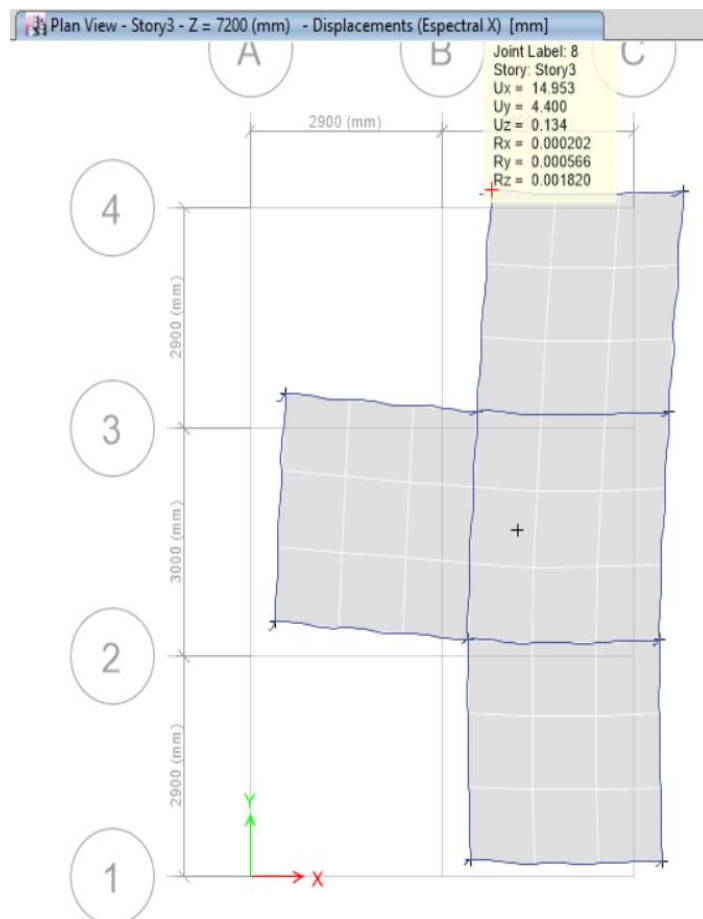 Plan View - Story3 - Z = 7200 (mm) - Displacements (Espectral X) [mm]
A
B
C
Joint Label: 8
Story: Story3
Ux = 14.953
Uy = 4.400
Uz = 0.134
Rx = 0.000202
Ry = 0.000566
Rz = 0.001820
2900 (mm)
4
2900 (mm)
3
3000 (mm)
2
2900 (mm)
Y
X
1